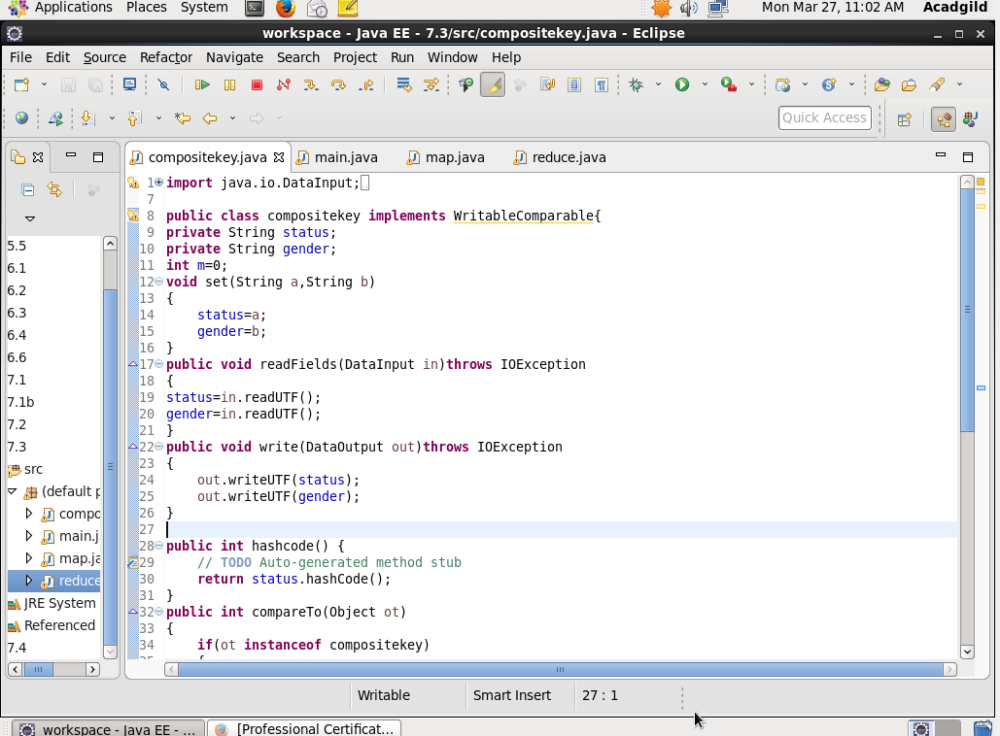 Applications Places System Mon Mar 27, 11:02 AM Acadgild
workspace - Java EE - 7.3/src/compositekey.java - Eclipse
File Edit Source Refactor Navigate Search Project Run Window Help
Quick Access
compositekey.java main.java map.java reduce.java
5.5
6.1
6.2
6.3
6.4
6.6
7.1
7.1b
7.2
7.3
src
(default p
compo
main.j
map.ja
reduce
JRE System
Referenced
7.4
1 import java.io.DataInput;
7
8 public class compositekey implements WritableComparable{
9 private String status;
10 private String gender;
11 int m=0;
12 void set(String a,String b)
13 {
14 status=a;
15 gender=b;
16 }
17 public void readFields(DataInput in)throws IOException
18 {
19 status=in.readUTF();
20 gender=in.readUTF();
21 }
22 public void write(DataOutput out)throws IOException
23 {
24 out.writeUTF(status);
25 out.writeUTF(gender);
26 }
27
28 public int hashcode() {
29 // TODO Auto-generated method stub
30 return status.hashCode();
31 }
32 public int compareTo(Object ot)
33 {
34 if(ot instanceof compositekey)
Writable Smart Insert 27 : 1
workspace - Java EE - ... [Professional Certificat...